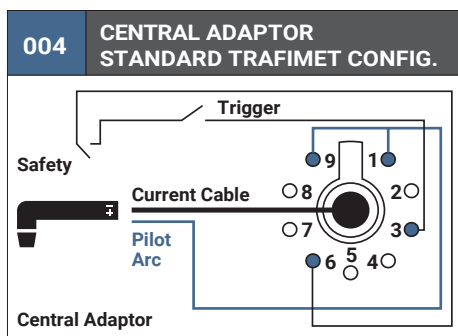 004
CENTRAL ADAPTOR
STANDARD TRAFIMET CONFIG.
Trigger
Safety
9 1
8 2
Current Cable
7 3
Pilot
Arc
6 5 4
Central Adaptor